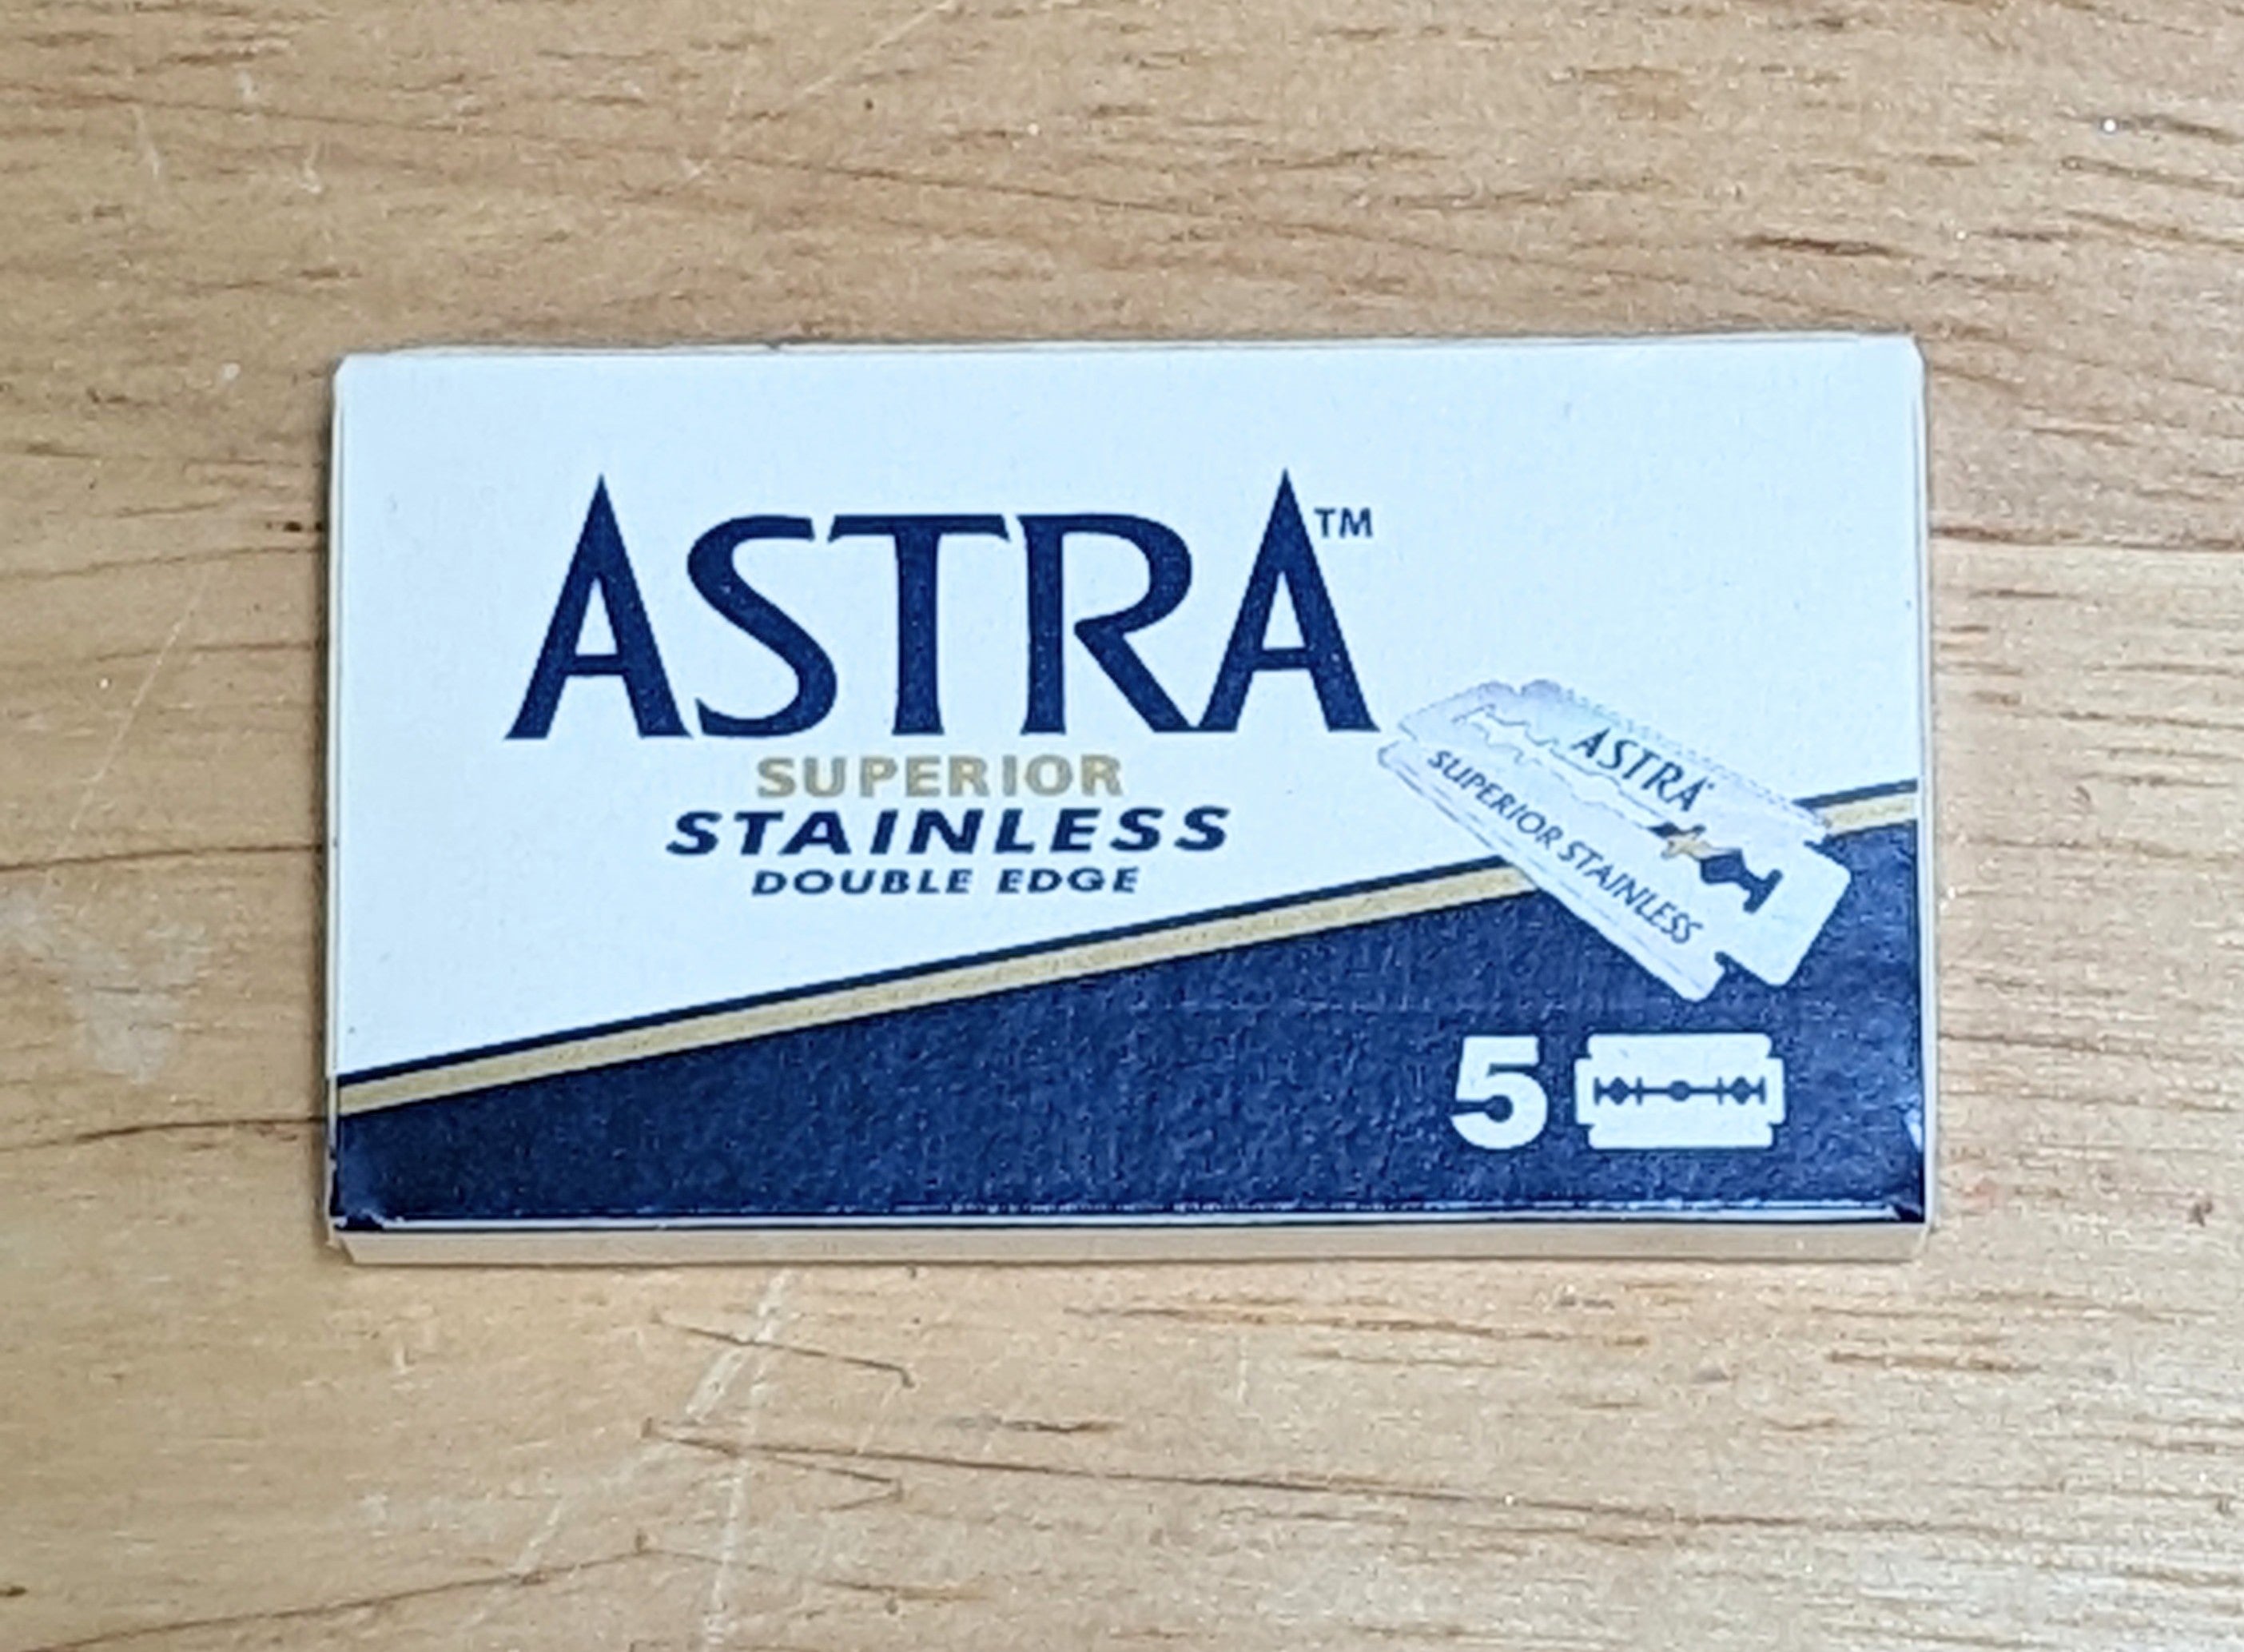 ASTRA™
SUPERIOR
STAINLESS
DOUBLE EDGE
ASTRA®
SUPERIOR STAINLESS
5